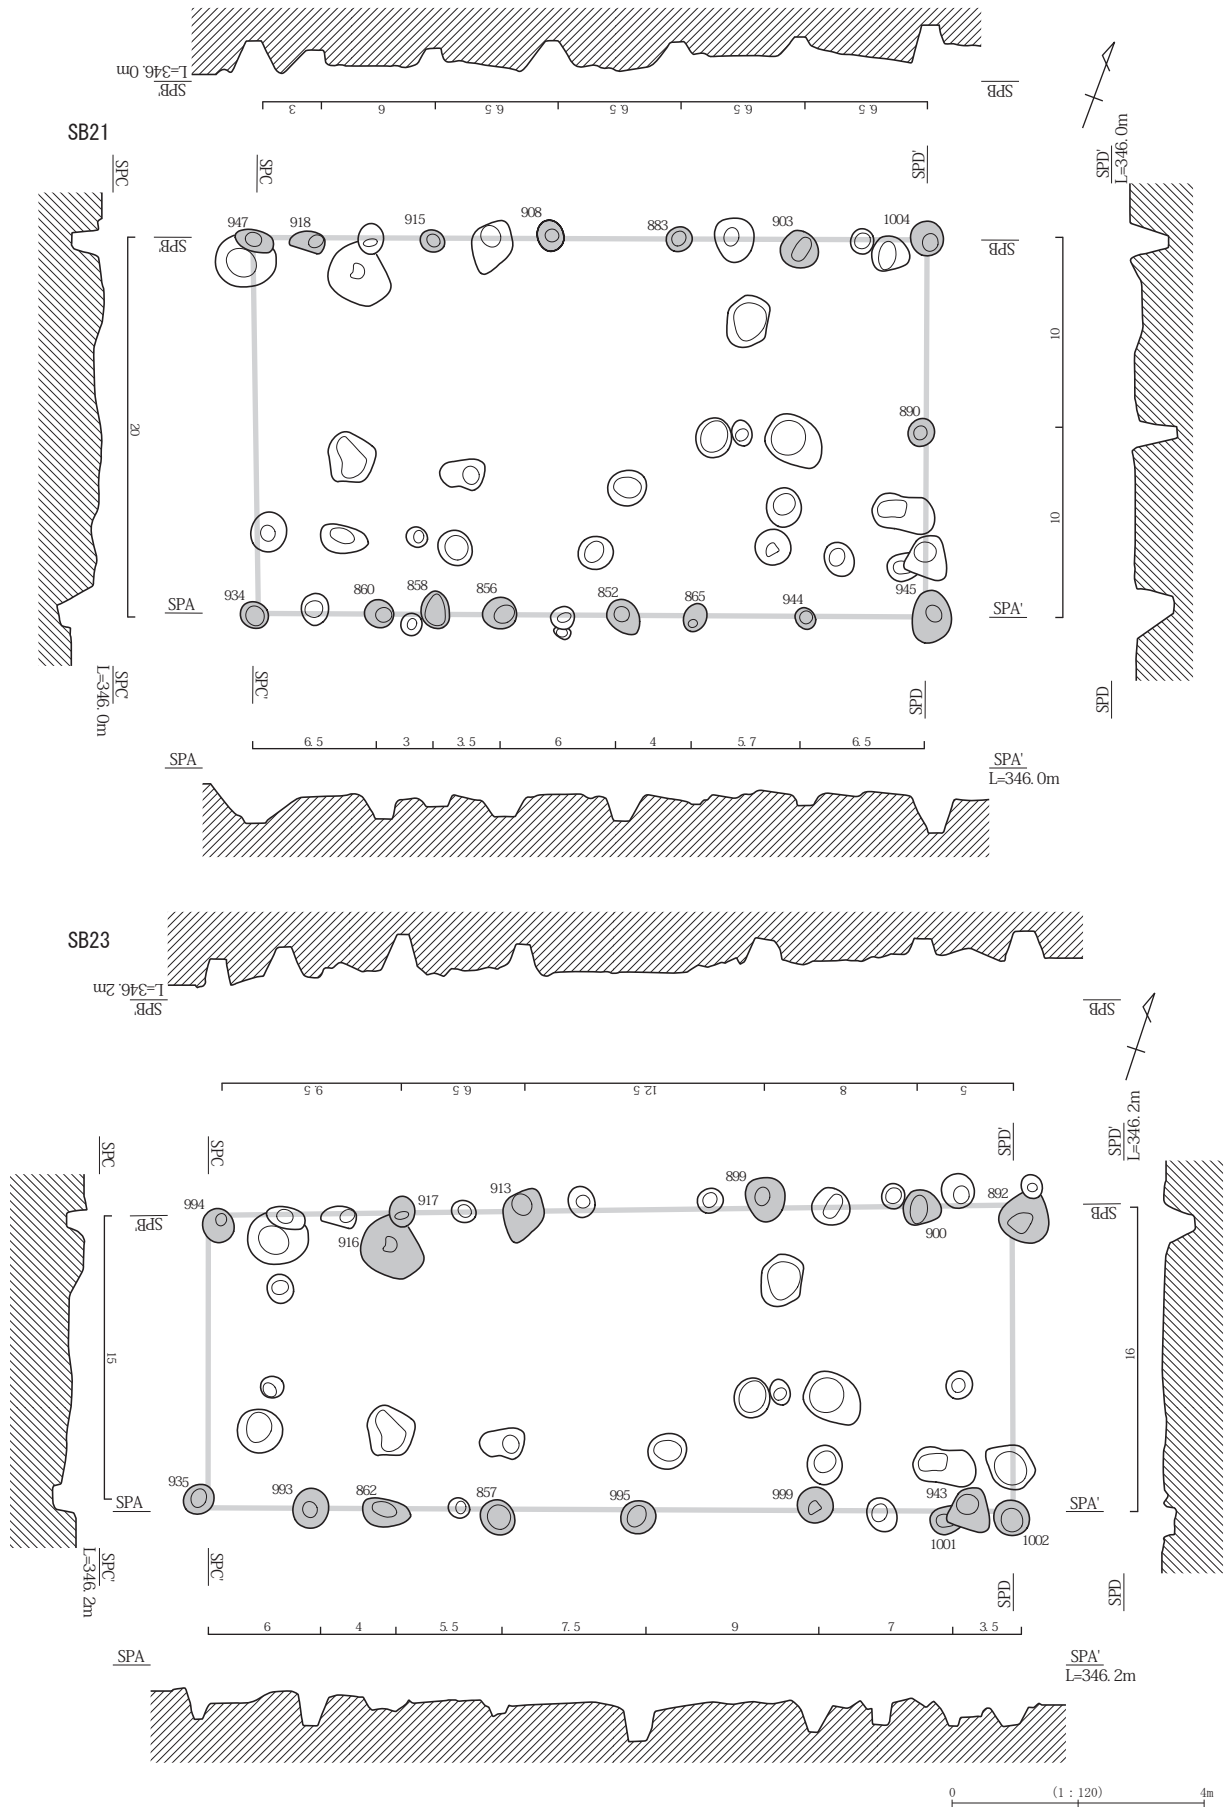 L=346.0m
SPB'
SPB
3 6 6.5 6.5 6.5 6.5
SB21
SPC
SPC
SPD'
SPD'
L=346.0m
947 918 915 908 883 903 1004
SPB'
SPB
10
20
890
10
SPA
934 860 858 856 852 865 944 945
SPA'
SPC'
L=346.0m
SPC'
SPD
SPD
6.5 3 3.5 6 4 5.7 6.5
SPA
SPA'
L=346.0m
SB23
L=346.2m
SPB'
SPB
9.5 6.5 12.5 8 5
SPC
SPC
SPD'
SPD'
L=346.2m
994 917 913 899 892
SPB'
SPB
916 900
15
16
935 993 862 857 995 999 943
SPA
SPA'
1001 1002
SPC'
L=346.2m
SPC'
SPD
SPD
6 4 5.5 7.5 9 7 3.5
SPA
SPA'
L=346.2m
0 (1：120) 4m